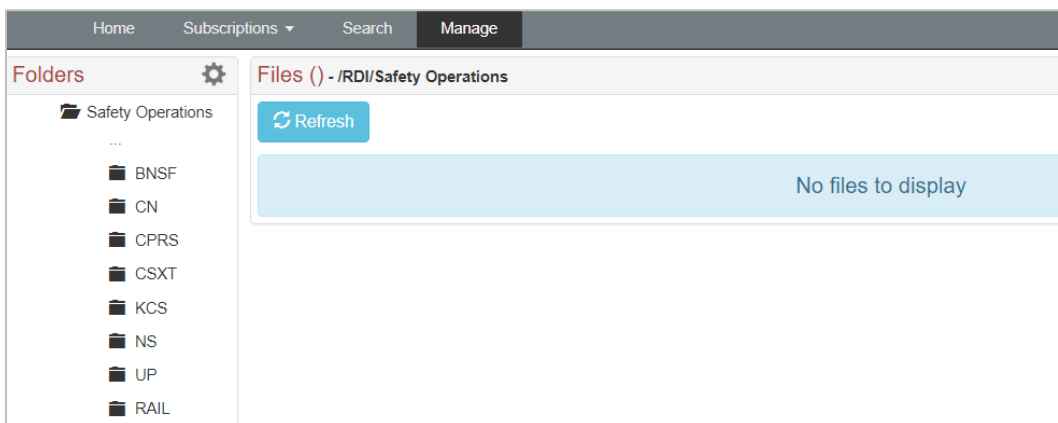 Home Subscriptions Search Manage
Folders
Files () - /RDI/Safety Operations
Safety Operations
Refresh
...
BNSF
No files to display
CN
CPRS
CSXT
KCS
NS
UP
RAIL